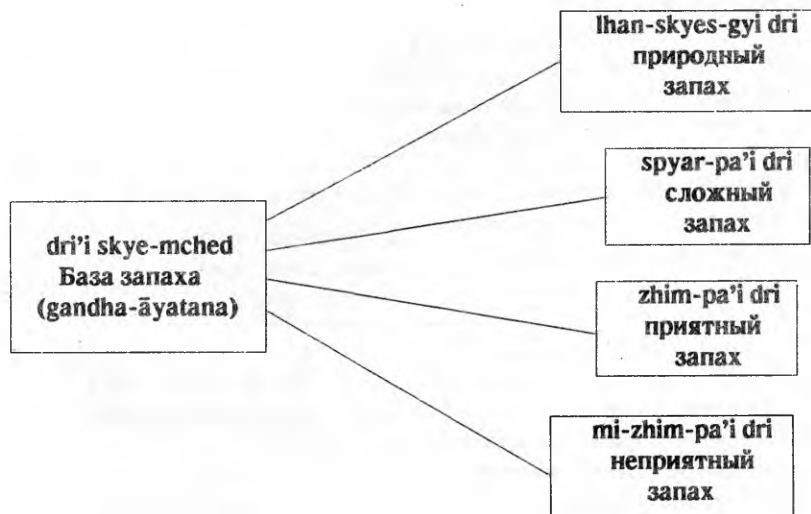 dri'i skye-mched
База запаха
(gandha-āyatana)
lhan-skyes-gyi dri
природный
запах
spyar-pa'i dri
сложный
запах
zhim-pa'i dri
приятный
запах
mi-zhim-pa'i dri
неприятный
запах